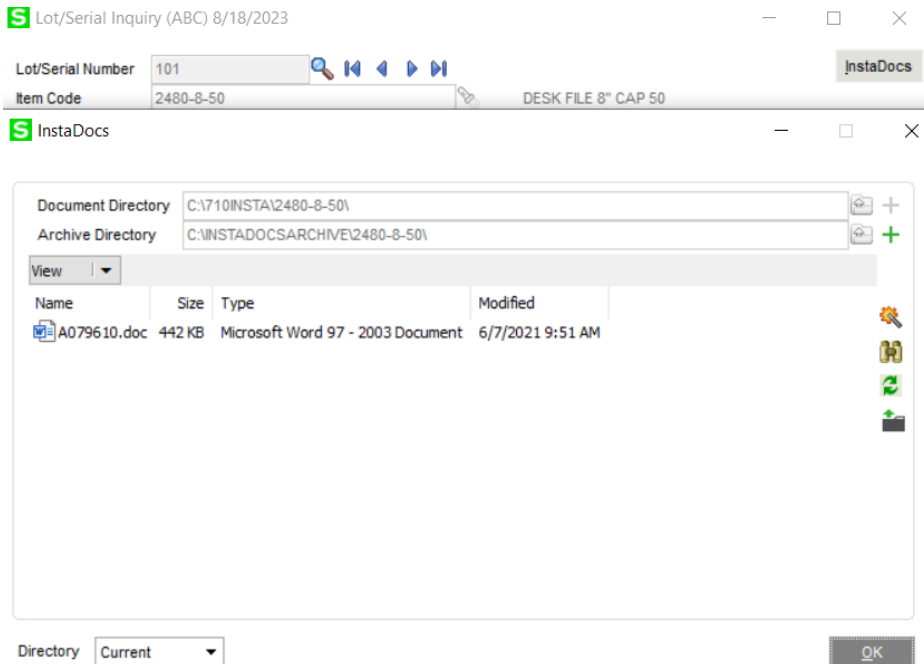 S Lot/Serial Inquiry (ABC) 8/18/2023
Lot/Serial Number 101 InstaDocs
Item Code 2480-8-50 DESK FILE 8" CAP 50
S InstaDocs
Document Directory C:\710INSTA\2480-8-50\
Archive Directory C:\INSTADOCSARCHIVE\2480-8-50\
View
Name Size Type Modified
A079610.doc 442 KB Microsoft Word 97 - 2003 Document 6/7/2021 9:51 AM
Directory Current OK